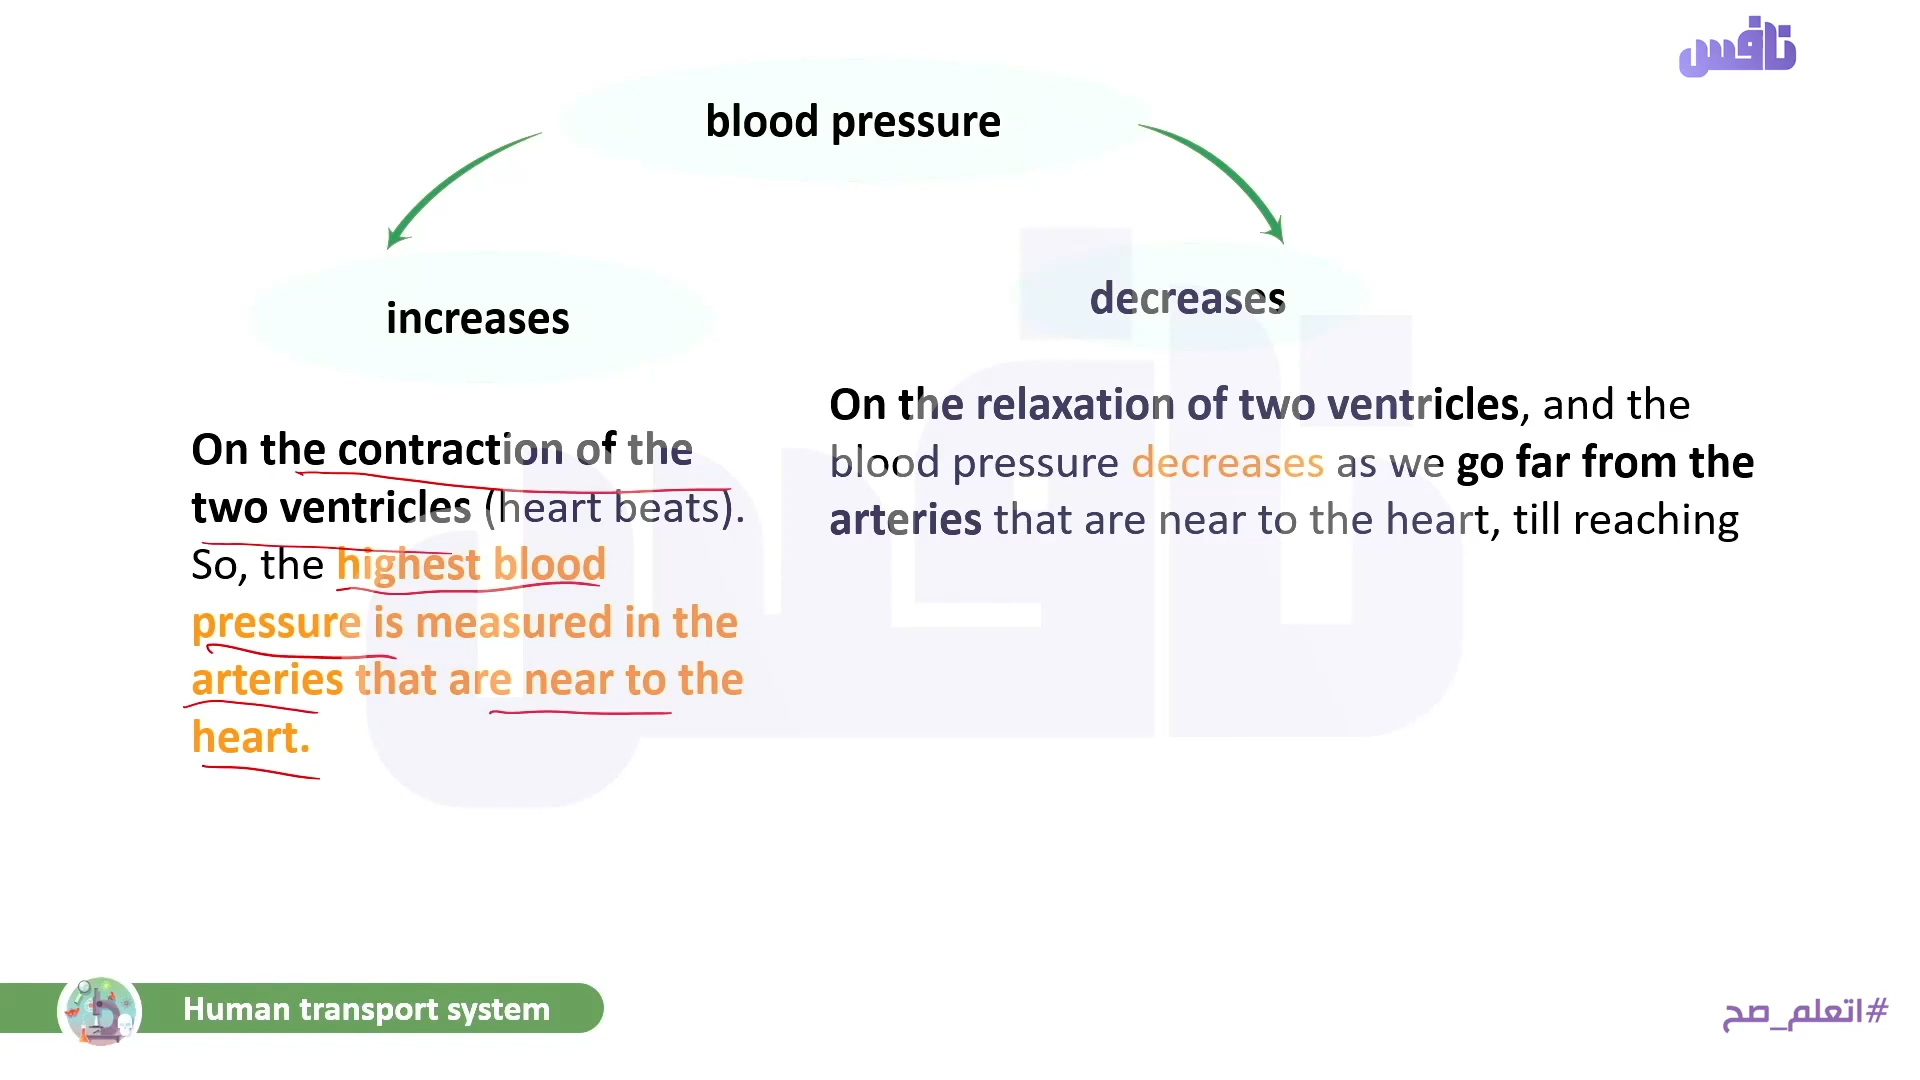 نافس
blood pressure
increases
decreases
On the contraction of the
two ventricles (heart beats).
So, the highest blood
pressure is measured in the
arteries that are near to the
heart.
On the relaxation of two ventricles, and the
blood pressure decreases as we go far from the
arteries that are near to the heart, till reaching
Human transport system
#اتعلم_صح